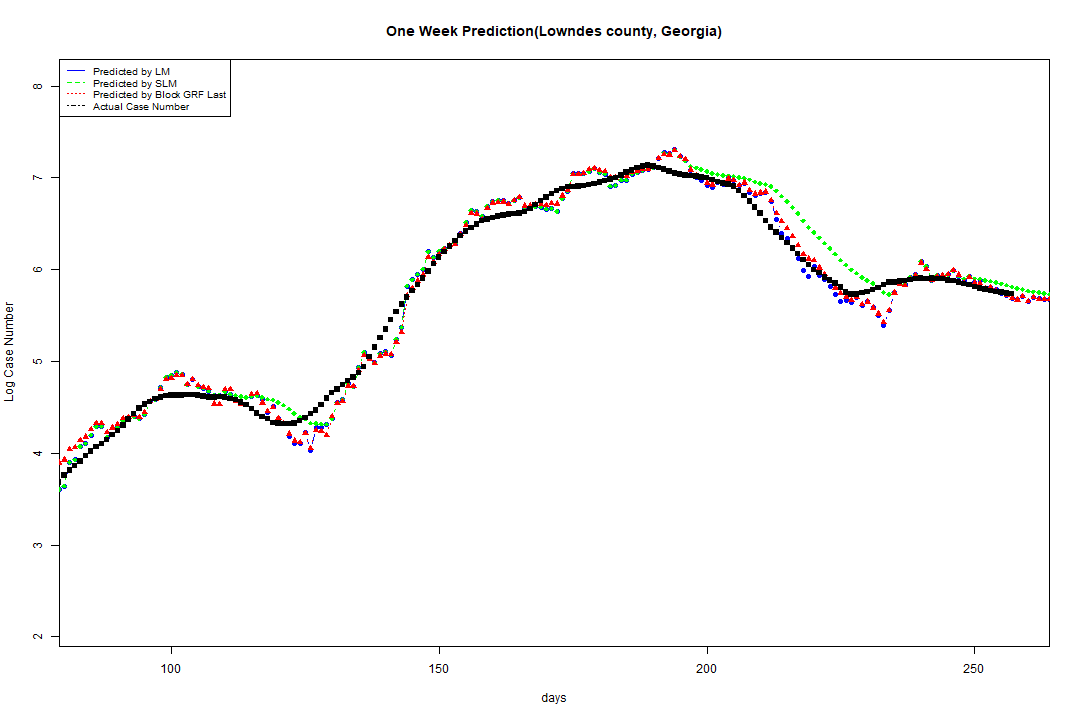 One Week Prediction(Lowndes county, Georgia)
Predicted by LM
Predicted by SLM
Predicted by Block GRF Last
Actual Case Number
8
7
6
5
4
3
2
Log Case Number
100 150 200 250
days